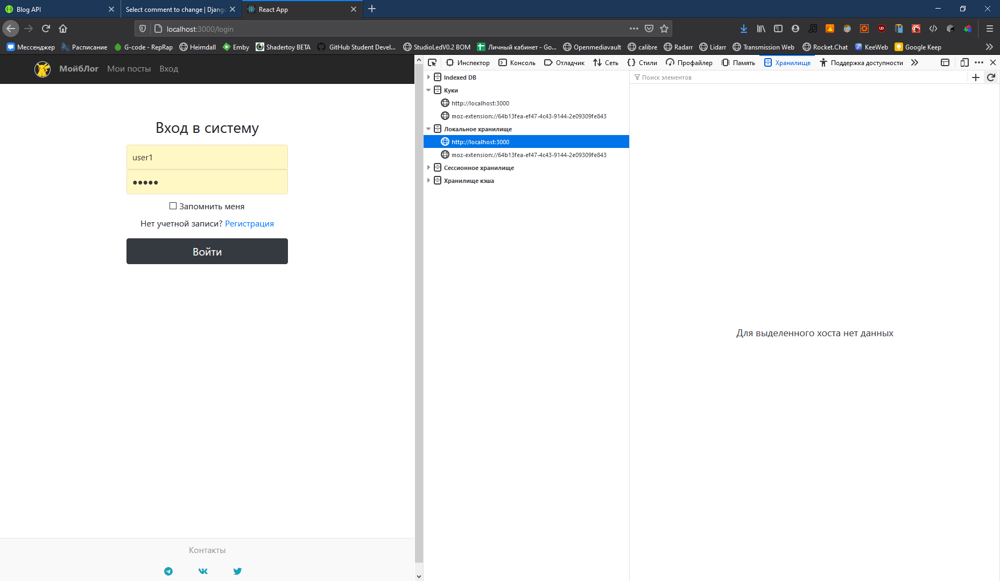 Blog API
Select comment to change | Django
React App
localhost:3000/login
Мессенджер
Расписание
G-code - RepRap
Heimdall
Emby
Shadertoy BETA
GitHub Student Devel...
StudioLedV0.2 BOM
Личный кабинет - Go...
Openmediavault
calibre
Radarr
Lidarr
Transmission Web
Rocket.Chat
KeeWeb
Google Keep
МойбЛог
Мои посты
Вход
Вход в систему
user1
•••••
Запомнить меня
Нет учетной записи? Регистрация
Войти
Контакты
Инспектор
Консоль
Отладчик
Сеть
Стили
Профайлер
Память
Хранилище
Поддержка доступности
Indexed DB
Куки
http://localhost:3000
moz-extension://64b13fea-ef47-4c43-9144-2e09309fe843
Локальное хранилище
http://localhost:3000
moz-extension://64b13fea-ef47-4c43-9144-2e09309fe843
Сессионное хранилище
Хранилище кэша
Поиск элементов
Для выделенного хоста нет данных